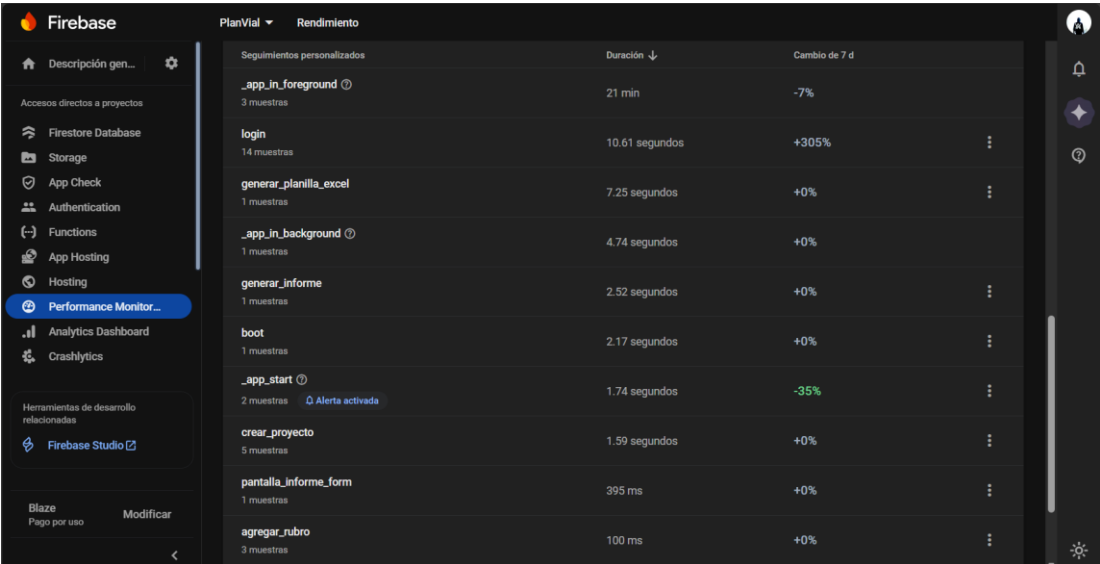 Firebase
PlanVial
Rendimiento
Descripción gen...
Accesos directos a proyectos
Firestore Database
Storage
App Check
Authentication
Functions
App Hosting
Hosting
Performance Monitor...
Analytics Dashboard
Crashlytics
Herramientas de desarrollo
relacionadas
Firebase Studio
Blaze
Pago por uso
Modificar
Seguimientos personalizados Duración Cambio de 7 d
_app_in_foreground
3 muestras
21 min -7%
login
14 muestras
10.61 segundos +305%
generar_planilla_excel
1 muestras
7.25 segundos +0%
_app_in_background
1 muestras
4.74 segundos +0%
generar_informe
1 muestras
2.52 segundos +0%
boot
1 muestras
2.17 segundos +0%
_app_start
2 muestras Alerta activada
1.74 segundos -35%
crear_proyecto
5 muestras
1.59 segundos +0%
pantalla_informe_form
1 muestras
395 ms +0%
agregar_rubro
3 muestras
100 ms +0%